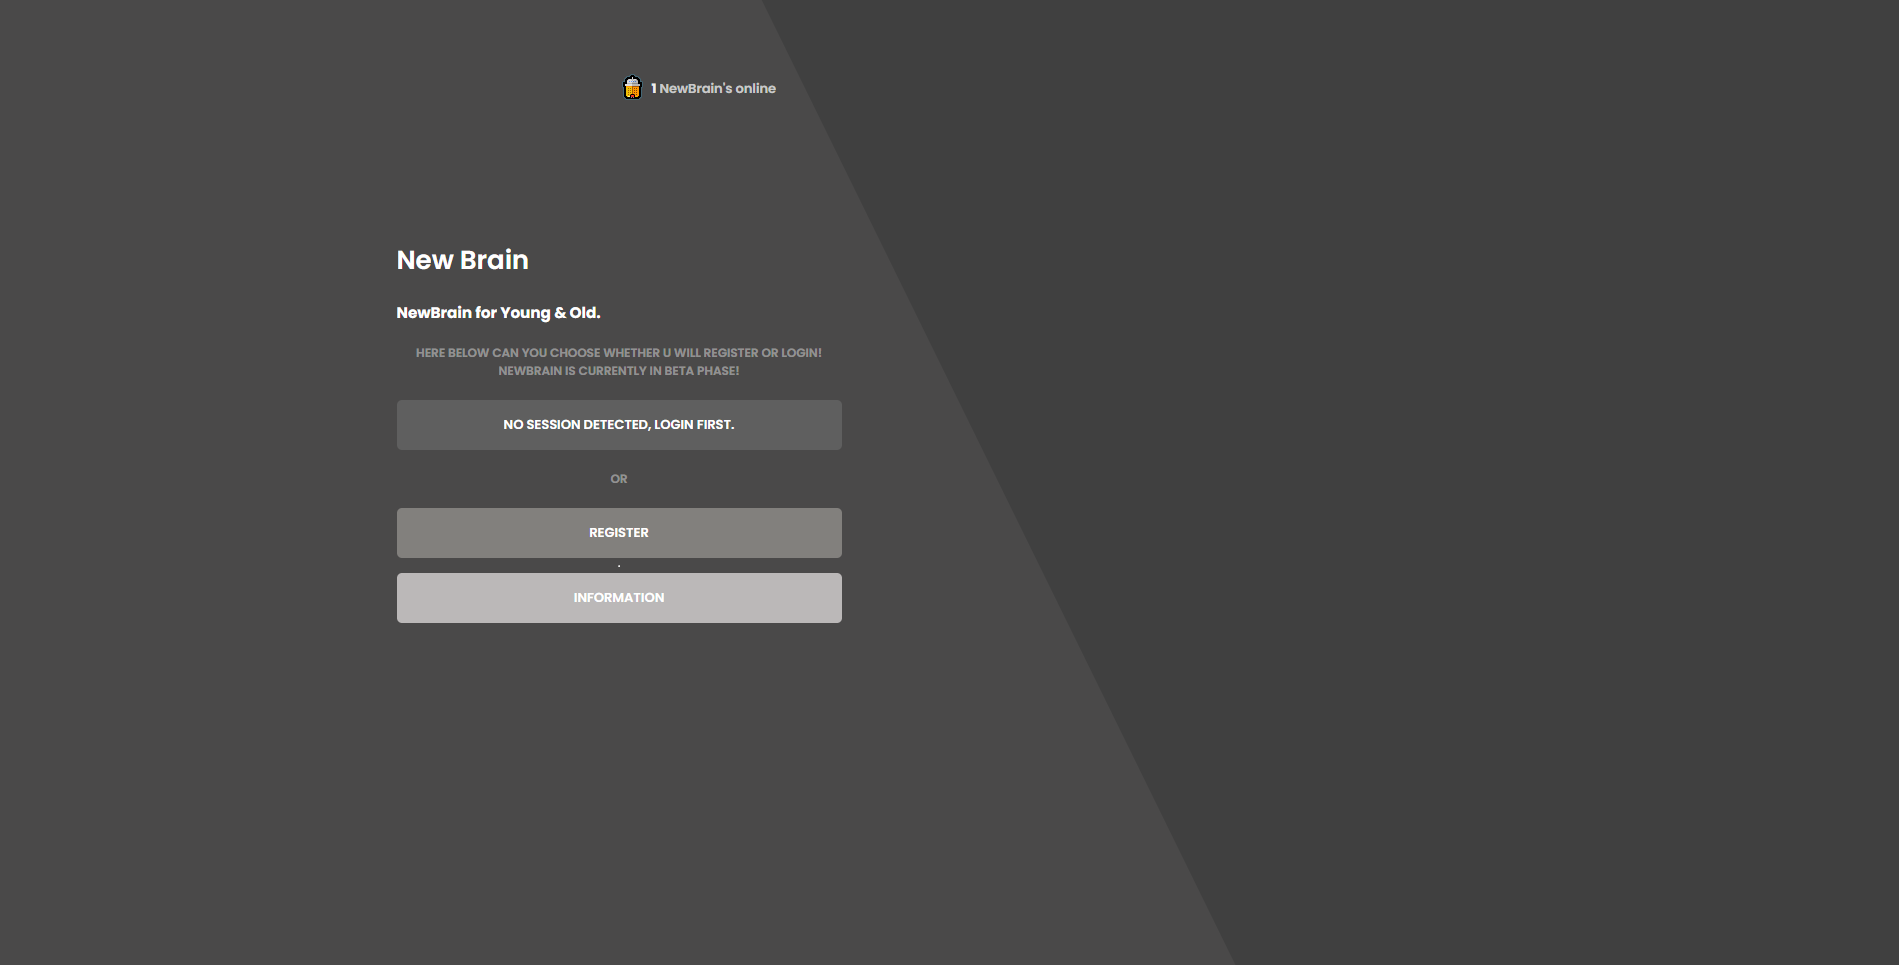 1 NewBrain's online
New Brain
NewBrain for Young & Old.
HERE BELOW CAN YOU CHOOSE WHETHER U WILL REGISTER OR LOGIN!
NEWBRAIN IS CURRENTLY IN BETA PHASE!
NO SESSION DETECTED, LOGIN FIRST.
OR
REGISTER
.
INFORMATION